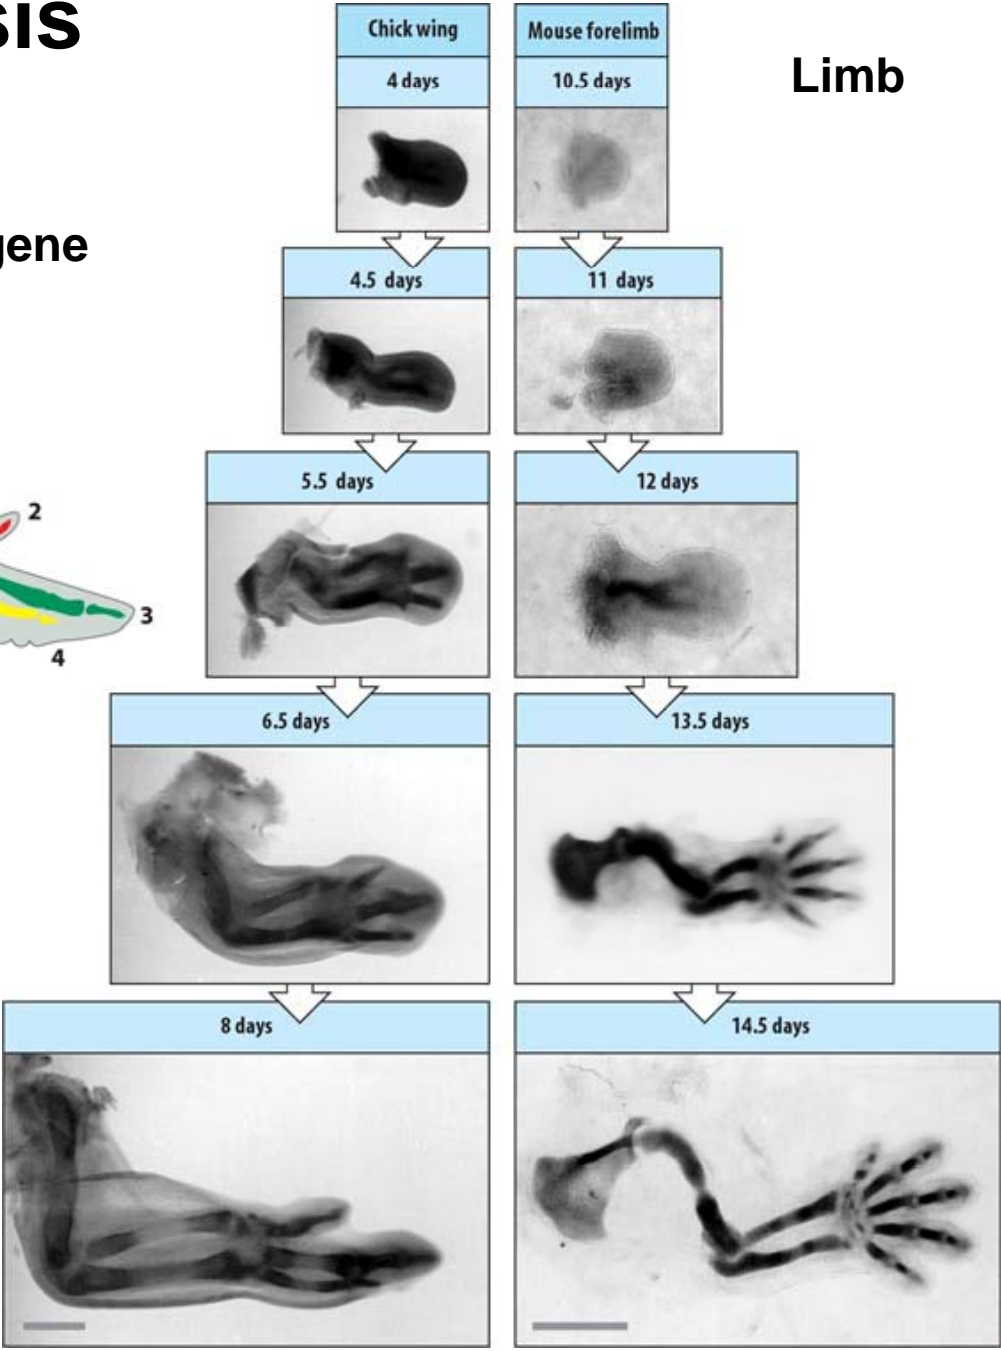 sis
Limb
gene
Chick wing
4 days
4.5 days
5.5 days
6.5 days
8 days
Mouse forelimb
10.5 days
11 days
12 days
13.5 days
14.5 days
2
3
4